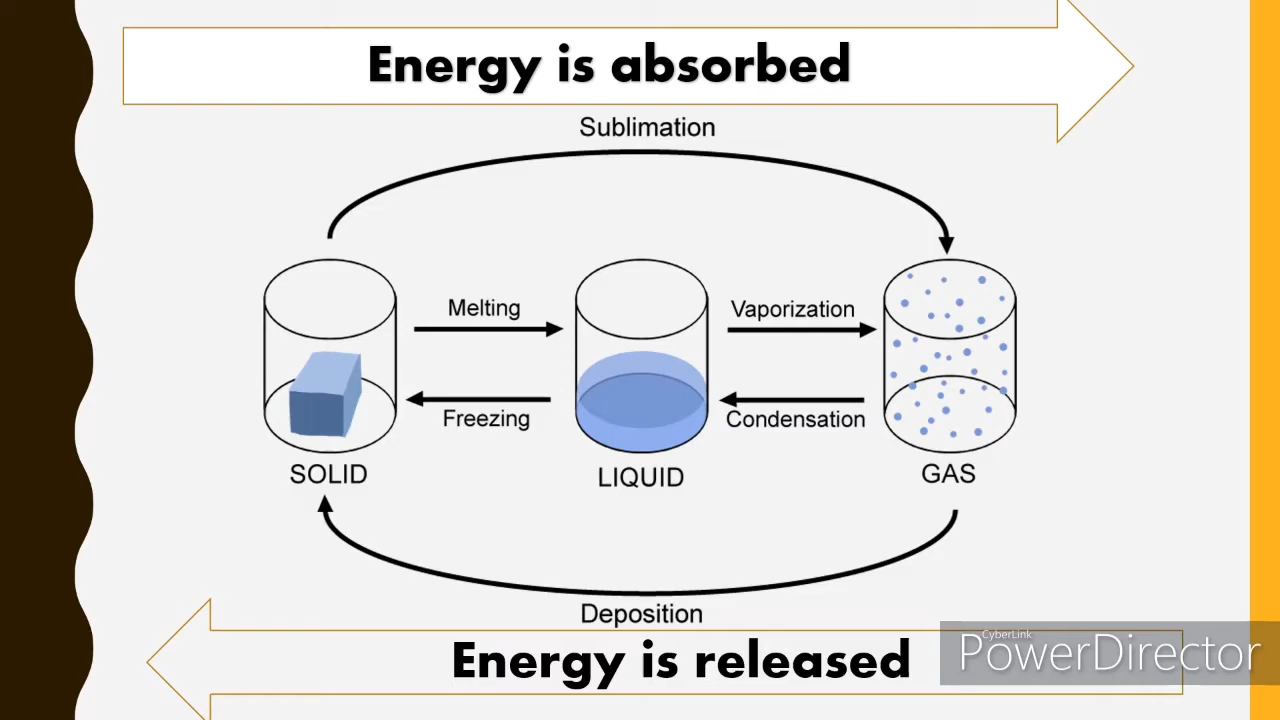 Energy is absorbed
Sublimation
Melting
Vaporization
Freezing
Condensation
SOLID
LIQUID
GAS
Deposition
Energy is released
CyberLink
PowerDirector